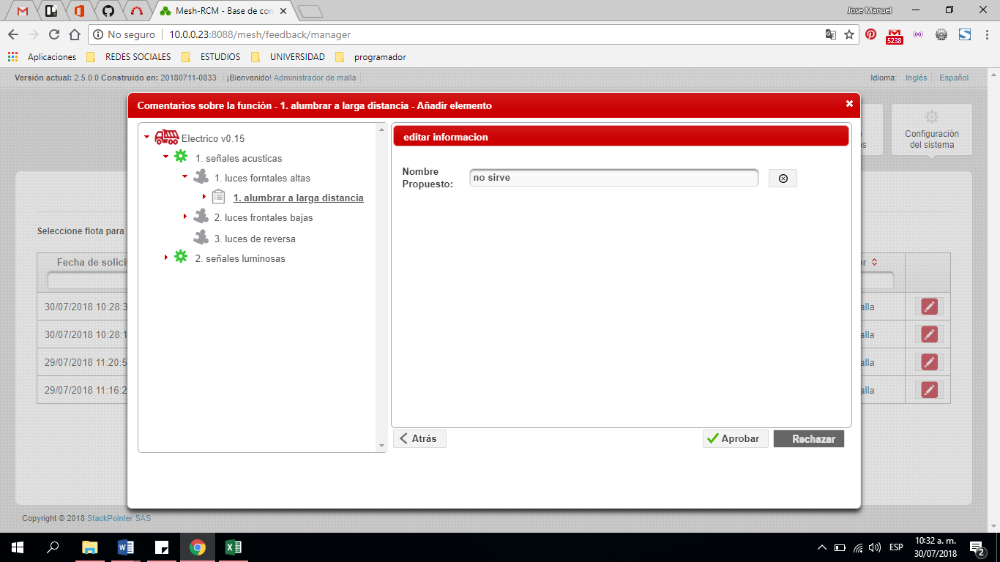 Mesh-RCM - Base de con
Jose Manuel
No seguro
10.0.0.23:8088/mesh/feedback/manager
5238
Aplicaciones
REDES SOCIALES
ESTUDIOS
UNIVERSIDAD
programador
Versión actual: 2.5.0.0 Construido en: 20180711-0833
¡Bienvenido! Administrador de malla
Idioma: Inglés Español
Comentarios sobre la función - 1. alumbrar a larga distancia - Añadir elemento
Configuración
del sistema
Electrico v0.15
1. señales acusticas
1. luces forntales altas
1. alumbrar a larga distancia
2. luces frontales bajas
3. luces de reversa
2. señales luminosas
editar informacion
Nombre
Propuesto:
no sirve
Atrás
Aprobar
Rechazar
Seleccione flota para
Fecha de solicit
or
30/07/2018 10:28:3
alla
30/07/2018 10:28:1
alla
29/07/2018 11:20:5
alla
29/07/2018 11:16:2
alla
Copyright © 2018 StackPointer SAS
ESP
10:32 a. m.
30/07/2018
2